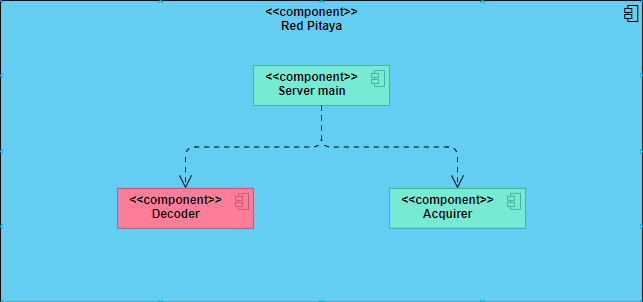 <<component>>
Red Pitaya
<<component>>
Server main
<<component>>
Decoder
<<component>>
Acquirer